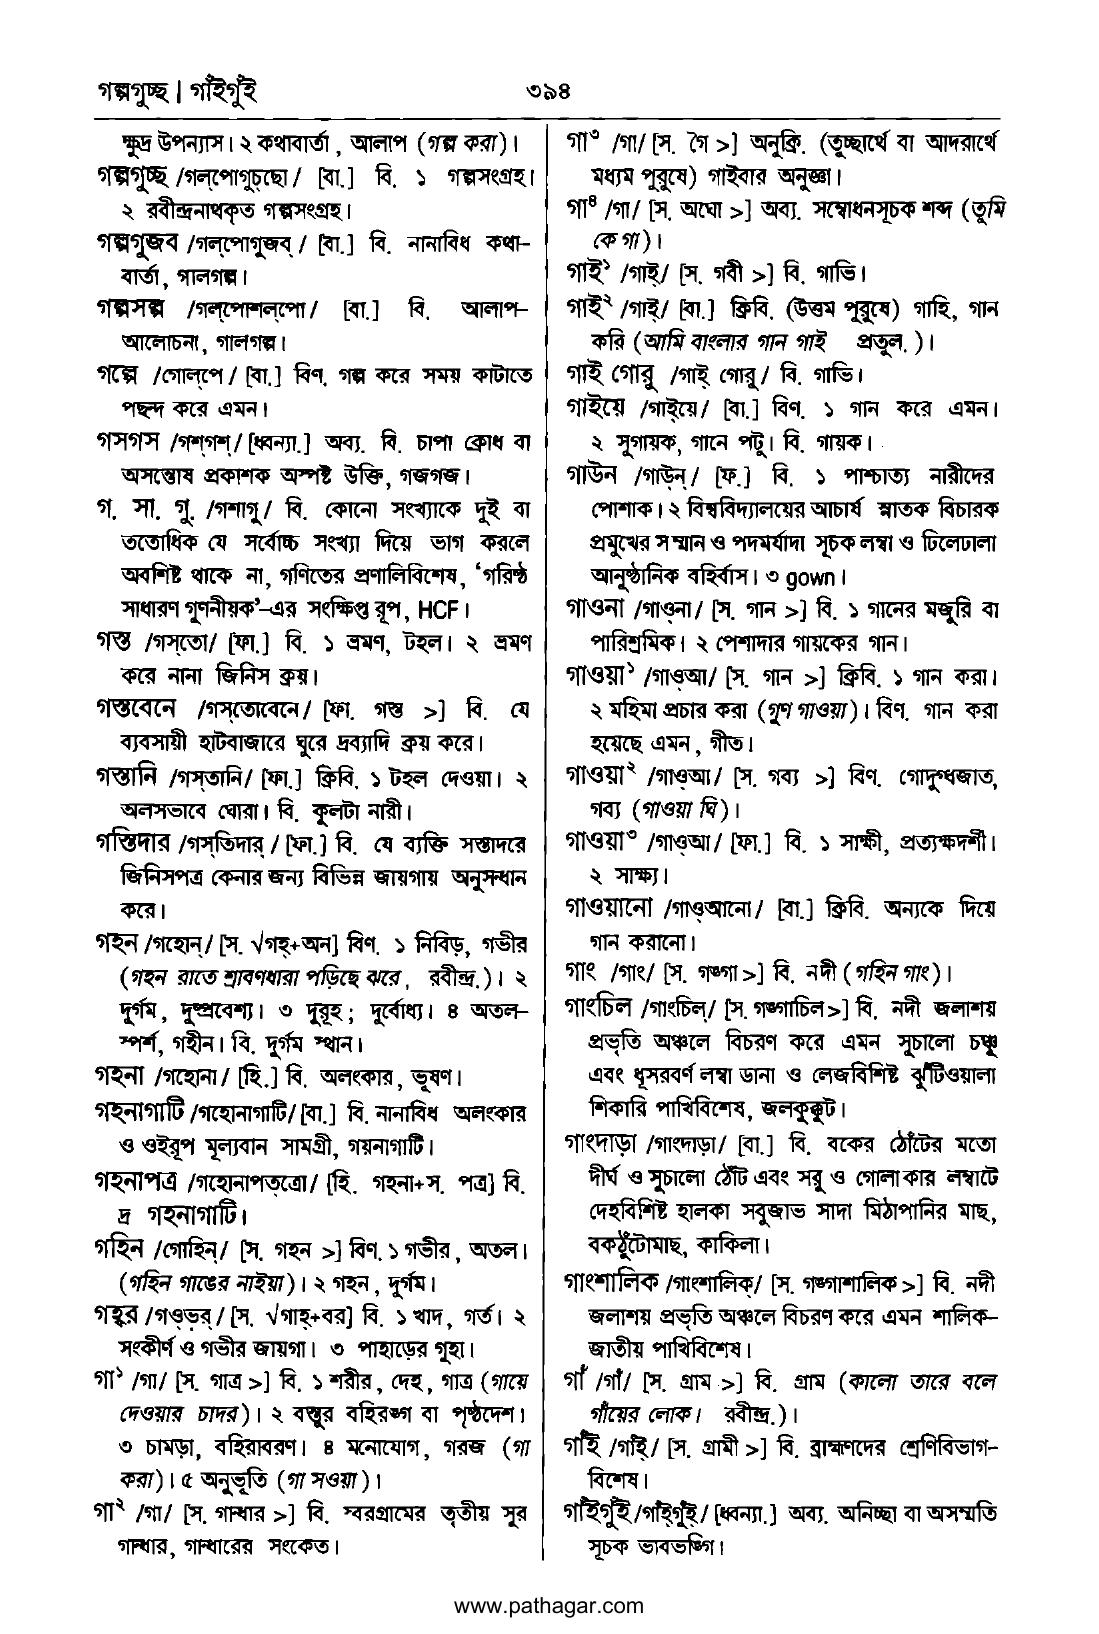 গল্পগুচ্ছ | গাঁইগুঁই
৩৯৪
ক্ষুদ্র উপন্যাস। ২ কথাবার্তা, আলাপ (গল্প করা)।
গল্পগুচ্ছ /গল্‌পোগুচ্‌ছো/ [বা.] বি. ১ গল্পসংগ্রহ।
২ রবীন্দ্রনাথকৃত গল্পসংগ্রহ।
গল্পগুজব /গল্‌পোগুজব্‌/ [বা.] বি. নানাবিধ কথা-
বার্তা, গালগল্প।
গল্পসল্প /গল্‌পোশল্‌পো/ [বা.] বি. আলাপ-
আলোচনা, গালগল্প।
গল্পে /গোল্‌পে/ [বা.] বিণ. গল্প করে সময় কাটাতে
পছন্দ করে এমন।
গসগস /গশ্‌গশ্‌/ [ধ্বন্যা.] অব্য. বি. চাপা ক্রোধ বা
অসন্তোষ প্রকাশক অস্পষ্ট উক্তি, গজগজ।
গ. সা. গু. /গশাগু/ বি. কোনো সংখ্যাকে দুই বা
ততোধিক যে সর্বোচ্চ সংখ্যা দিয়ে ভাগ করলে
অবশিষ্ট থাকে না, গণিতের প্রণালিবিশেষ, ‘গরিষ্ঠ
সাধারণ গুণনীয়ক’-এর সংক্ষিপ্ত রূপ, HCF।
গস্ত /গস্‌তো/ [ফা.] বি. ১ ভ্রমণ, টহল। ২ ভ্রমণ
করে নানা জিনিস ক্রয়।
গস্তবেনে /গস্‌তোবেনে/ [ফা. গস্ত >] বি. যে
ব্যবসায়ী হাটবাজারে ঘুরে দ্রব্যাদি ক্রয় করে।
গস্তানি /গস্‌তানি/ [ফা.] ক্রিবি. ১ টহল দেওয়া। ২
অলসভাবে ঘোরা। বি. কুলটা নারী।
গস্তিদার /গস্‌তিদার্‌/ [ফা.] বি. যে ব্যক্তি সস্তাদরে
জিনিসপত্র কেনার জন্য বিভিন্ন জায়গায় অনুসন্ধান
করে।
গহন /গহোন্‌/ [স. √গহ্‌+অন] বিণ. ১ নিবিড়, গভীর
(গহন রাতে শ্রাবণধারা পড়িছে ঝরে, রবীন্দ্র.)। ২
দুর্গম, দুষ্প্রবেশ্য। ৩ দুরূহ; দুর্বোধ্য। ৪ অতল-
স্পর্শ, গহীন। বি. দুর্গম স্থান।
গহনা /গহোনা/ [হি.] বি. অলংকার, ভূষণ।
গহনাগাটি /গহোনাগাটি/ [বা.] বি. নানাবিধ অলংকার
ও ওইরূপ মূল্যবান সামগ্রী, গয়নাগাটি।
গহনাপত্র /গহোনাপত্‌ত্রো/ [হি. গহনা+স. পত্র] বি.
দ্র গহনাগাটি।
গহিন /গোহিন্‌/ [স. গহন >] বিণ. ১ গভীর, অতল।
(গহিন গাঙের নাইয়া)। ২ গহন, দুর্গম।
গহ্বর /গওভর্‌/ [স. √গাহ্‌+বর] বি. ১ খাদ, গর্ত। ২
সংকীর্ণ ও গভীর জায়গা। ৩ পাহাড়ের গুহা।
গা১ /গা/ [স. গাত্র >] বি. ১ শরীর, দেহ, গাত্র (গায়ে
দেওয়ার চাদর)। ২ বস্তুর বহিরঙ্গ বা পৃষ্ঠদেশ।
৩ চামড়া, বহিরাবরণ। ৪ মনোযোগ, গরজ (গা
করা)। ৫ অনুভূতি (গা সওয়া)।
গা২ /গা/ [স. গান্ধার >] বি. স্বরগ্রামের তৃতীয় সুর
গান্ধার, গান্ধারের সংকেত।
গা৩ /গা/ [স. গৈ >] অনুক্রি. (তুচ্ছার্থে বা আদরার্থে
মধ্যম পুরুষে) গাইবার অনুজ্ঞা।
গা৪ /গা/ [স. অঘো >] অব্য. সম্বোধনসূচক শব্দ (তুমি
কে গা)।
গাই১ /গাই্‌/ [স. গবী >] বি. গাভি।
গাই২ /গাই্‌/ [বা.] ক্রিবি. (উত্তম পুরুষে) গাহি, গান
করি (আমি বাংলার গান গাই প্রতুল.)।
গাই গোরু /গাই্‌ গোরু/ বি. গাভি।
গাইয়ে /গাই্‌য়ে/ [বা.] বিণ. ১ গান করে এমন।
২ সুগায়ক, গানে পটু। বি. গায়ক।
গাউন /গাউ্‌ন্‌/ [ফ.] বি. ১ পাশ্চাত্য নারীদের
পোশাক। ২ বিশ্ববিদ্যালয়ের আচার্য স্নাতক বিচারক
প্রমুখের সম্মান ও পদমর্যাদা সূচক লম্বা ও ঢিলেঢালা
আনুষ্ঠানিক বহির্বাস। ৩ gown।
গাওনা /গাও্‌না/ [স. গান >] বি. ১ গানের মজুরি বা
পারিশ্রমিক। ২ পেশাদার গায়কের গান।
গাওয়া১ /গাও্‌আ/ [স. গান >] ক্রিবি. ১ গান করা।
২ মহিমা প্রচার করা (গুণ গাওয়া)। বিণ. গান করা
হয়েছে এমন, গীত।
গাওয়া২ /গাও্‌আ/ [স. গব্য >] বিণ. গোদুগ্ধজাত,
গব্য (গাওয়া ঘি)।
গাওয়া৩ /গাও্‌আ/ [ফা.] বি. ১ সাক্ষী, প্রত্যক্ষদর্শী।
২ সাক্ষ্য।
গাওয়ানো /গাও্‌আনো/ [বা.] ক্রিবি. অন্যকে দিয়ে
গান করানো।
গাং /গাং/ [স. গঙ্গা >] বি. নদী (গহিন গাং)।
গাংচিল /গাংচিল্‌/ [স. গঙ্গাচিল >] বি. নদী জলাশয়
প্রভৃতি অঞ্চলে বিচরণ করে এমন সুচালো চঞ্চু
এবং ধূসরবর্ণ লম্বা ডানা ও লেজবিশিষ্ট ঝুঁটিওয়ালা
শিকারি পাখিবিশেষ, জলকুক্কুট।
গাংদাড়া /গাংদাড়া/ [বা.] বি. বকের ঠোঁটের মতো
দীর্ঘ ও সুচালো ঠোঁট এবং সরু ও গোলাকার লম্বাটে
দেহবিশিষ্ট হালকা সবুজাভ সাদা মিঠাপানির মাছ,
বকঠুঁটোমাছ, কাকিলা।
গাংশালিক /গাংশালিক্‌/ [স. গঙ্গাশালিক >] বি. নদী
জলাশয় প্রভৃতি অঞ্চলে বিচরণ করে এমন শালিক-
জাতীয় পাখিবিশেষ।
গাঁ /গাঁ/ [স. গ্রাম >] বি. গ্রাম (কালো তারে বলে
গাঁয়ের লোক। রবীন্দ্র.)।
গাঁই /গাঁই্‌/ [স. গ্রামী >] বি. ব্রাহ্মণদের শ্রেণিবিভাগ-
বিশেষ।
গাঁইগুঁই /গাঁই্‌গুঁই্‌/ [ধ্বন্যা.] অব্য. অনিচ্ছা বা অসম্মতি
সূচক ভাবভঙ্গি।
www.pathagar.com